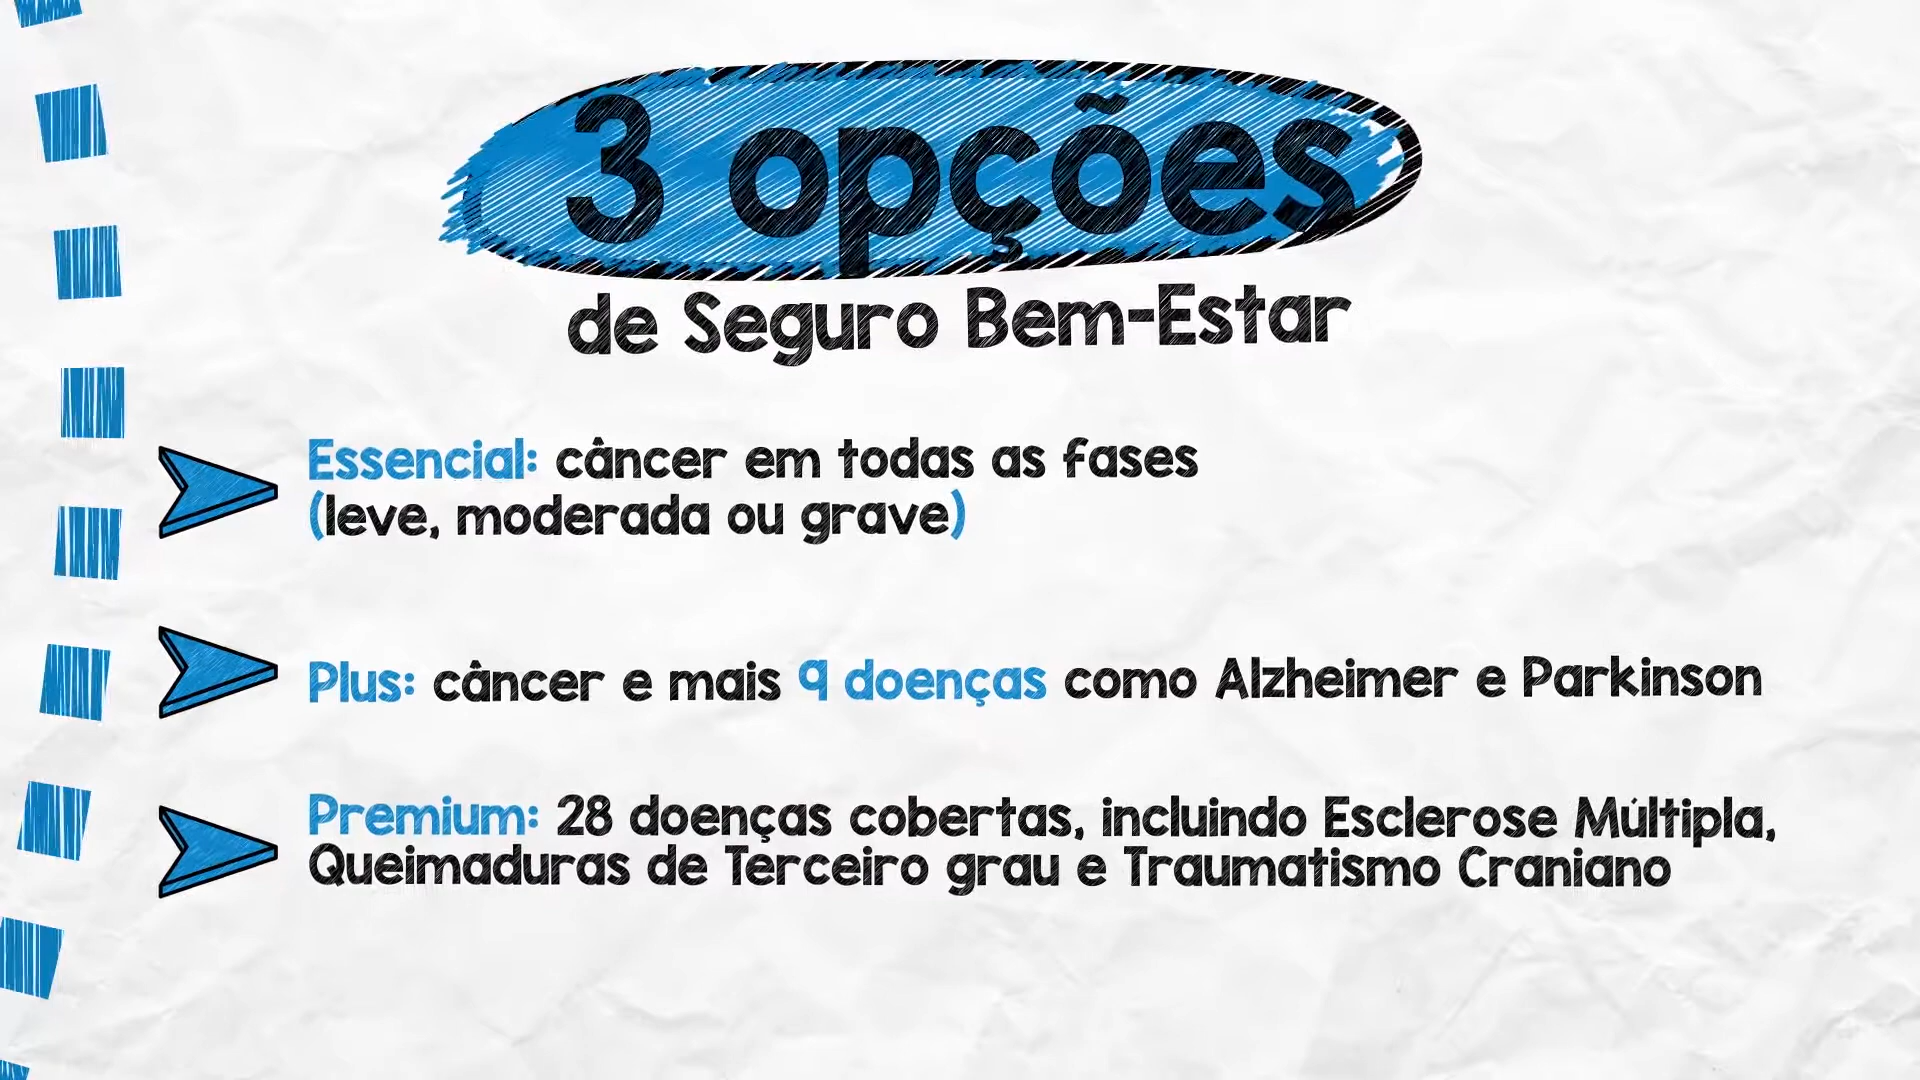 3 opções
de Seguro Bem-Estar
Essencial: câncer em todas as fases
(leve, moderada ou grave)
Plus: câncer e mais 9 doenças como Alzheimer e Parkinson
Premium: 28 doenças cobertas, incluindo Esclerose Múltipla,
Queimaduras de Terceiro grau e Traumatismo Craniano